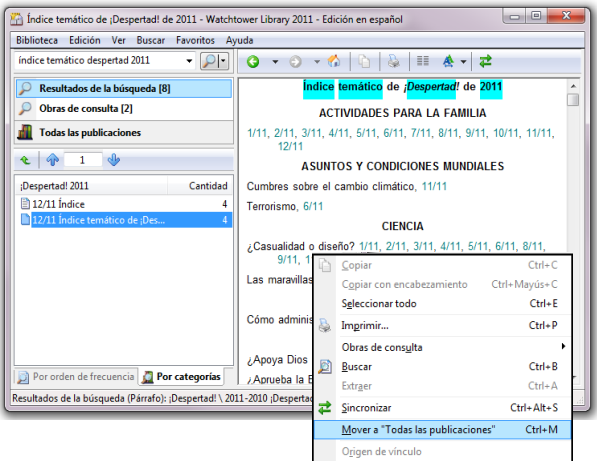 Índice temático de ¡Despertad! de 2011 - Watchtower Library 2011 - Edición en español
Biblioteca Edición Ver Buscar Favoritos Ayuda
índice temático despertad 2011
Resultados de la búsqueda [8]
Obras de consulta [2]
Todas las publicaciones
1
¡Despertad! 2011 Cantidad
12/11 Índice 4
12/11 Índice temático de ¡Des... 4
Por orden de frecuencia Por categorías
Resultados de la búsqueda (Párrafo): ¡Despertad! \ 2011-2010 ¡Desperta
Índice temático de ¡Despertad! de 2011
ACTIVIDADES PARA LA FAMILIA
1/11, 2/11, 3/11, 4/11, 5/11, 6/11, 7/11, 8/11, 9/11, 10/11, 11/11,
12/11
ASUNTOS Y CONDICIONES MUNDIALES
Cumbres sobre el cambio climático, 11/11
Terrorismo, 6/11
CIENCIA
¿Casualidad o diseño? 1/11, 2/11, 3/11, 4/11, 5/11, 6/11, 8/11,
9/11, 1
Las maravillas
Cómo adminis
¿Apoya Dios
¿Aprueba la B
Copiar Ctrl+C
Copiar con encabezamiento Ctrl+Mayús+C
Seleccionar todo Ctrl+E
Imprimir... Ctrl+P
Obras de consulta
Buscar Ctrl+B
Extraer Ctrl+A
Sincronizar Ctrl+Alt+S
Mover a "Todas las publicaciones" Ctrl+M
Origen de vínculo